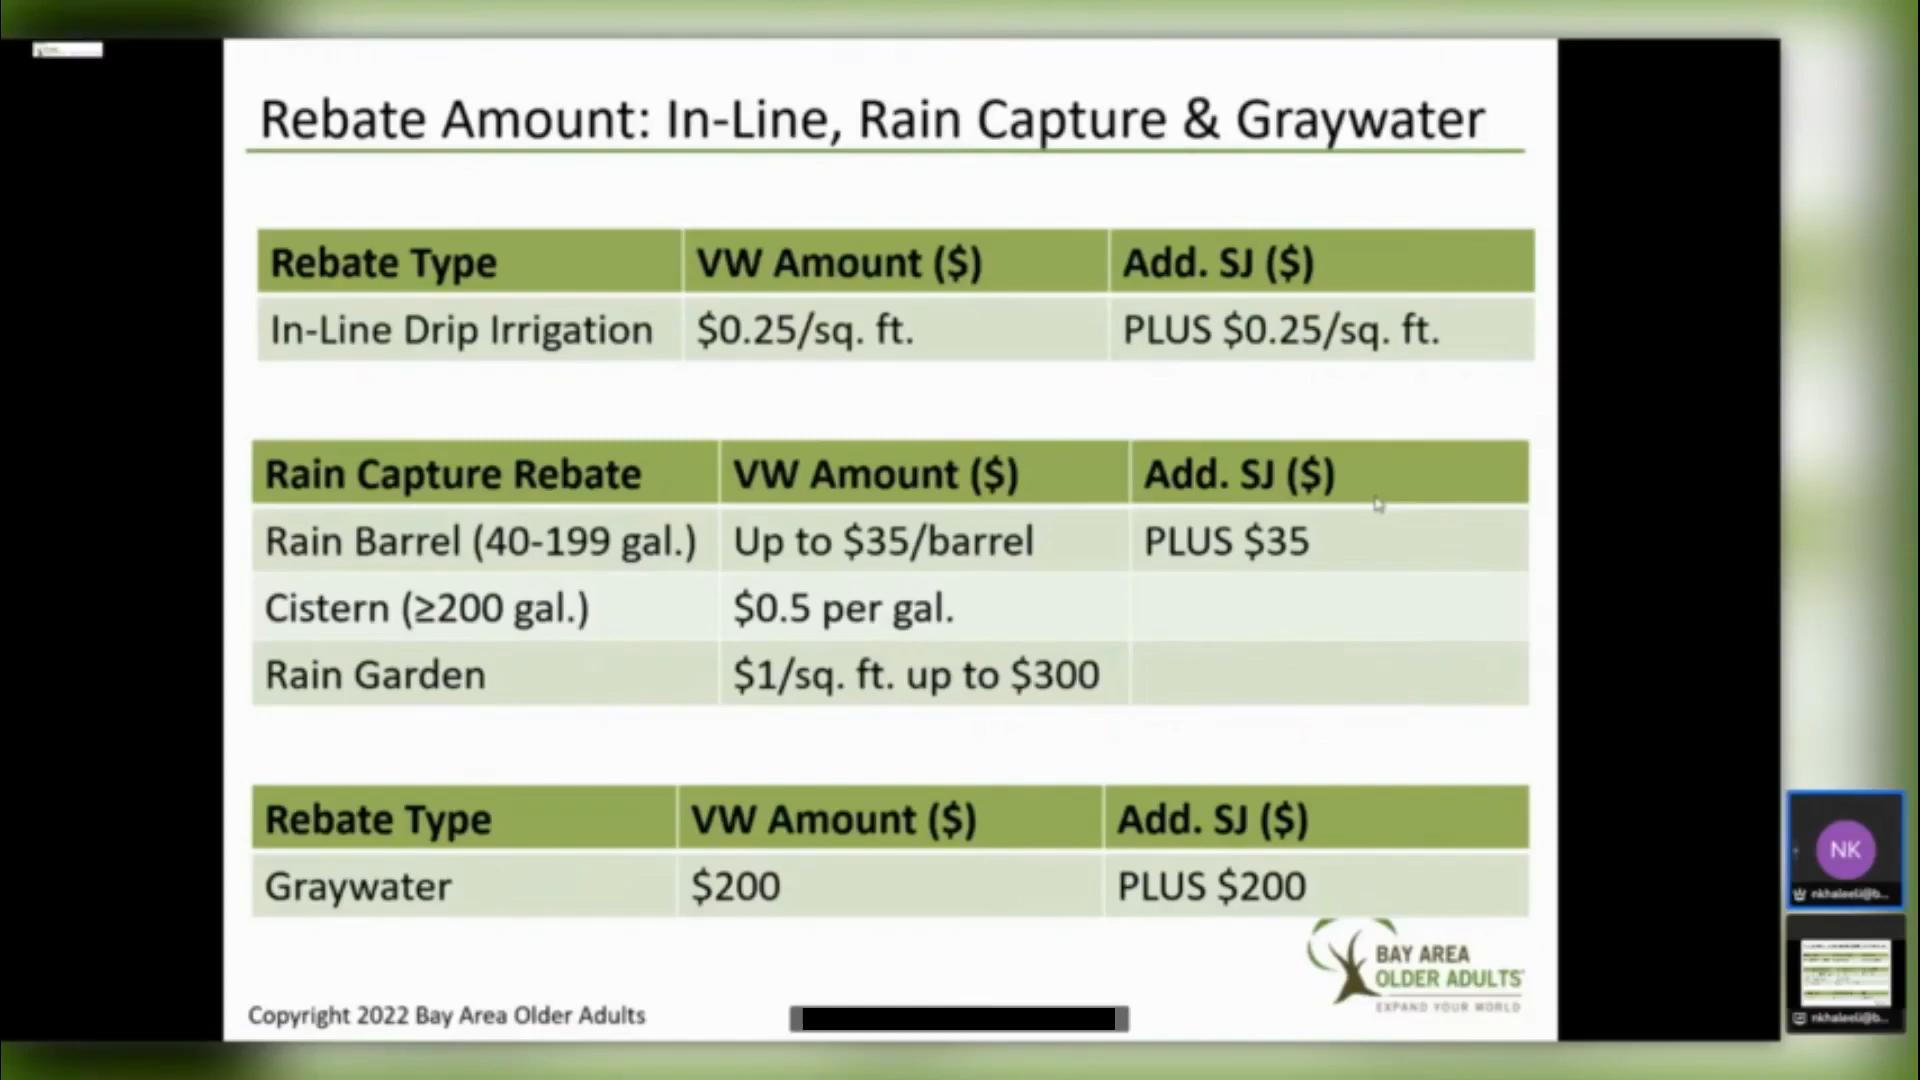 Rebate Amount: In-Line, Rain Capture & Graywater
Rebate Type VW Amount ($) Add. SJ ($)
In-Line Drip Irrigation $0.25/sq. ft. PLUS $0.25/sq. ft.
Rain Capture Rebate VW Amount ($) Add. SJ ($)
Rain Barrel (40-199 gal.) Up to $35/barrel PLUS $35
Cistern (≥200 gal.) $0.5 per gal.
Rain Garden $1/sq. ft. up to $300
Rebate Type VW Amount ($) Add. SJ ($)
Graywater $200 PLUS $200
BAY AREA
OLDER ADULTS
EXPAND YOUR WORLD
Copyright 2022 Bay Area Older Adults
NK
nkhaleeli@b...
nkhaleeli@b...